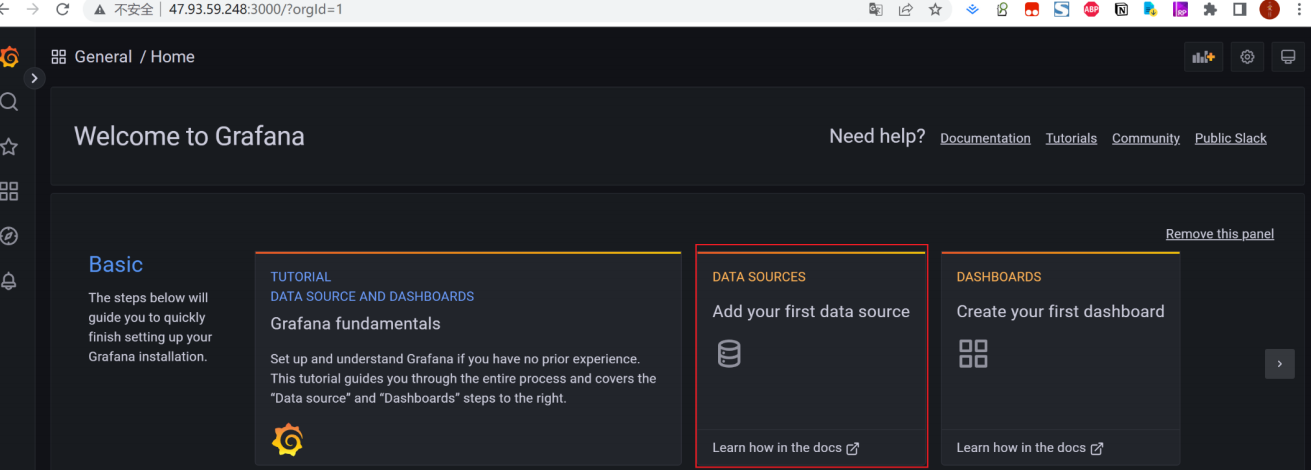 不安全 | 47.93.59.248:3000/?orgId=1
General / Home
Welcome to Grafana
Need help? Documentation Tutorials Community Public Slack
Remove this panel
Basic
The steps below will
guide you to quickly
finish setting up your
Grafana installation.
TUTORIAL
DATA SOURCE AND DASHBOARDS
Grafana fundamentals
Set up and understand Grafana if you have no prior experience.
This tutorial guides you through the entire process and covers the
“Data source” and “Dashboards” steps to the right.
DATA SOURCES
Add your first data source
Learn how in the docs
DASHBOARDS
Create your first dashboard
Learn how in the docs
ABP
RP